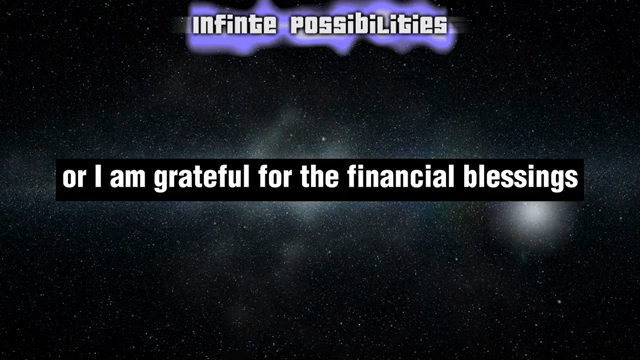 Infinte Possibilities
or I am grateful for the financial blessings